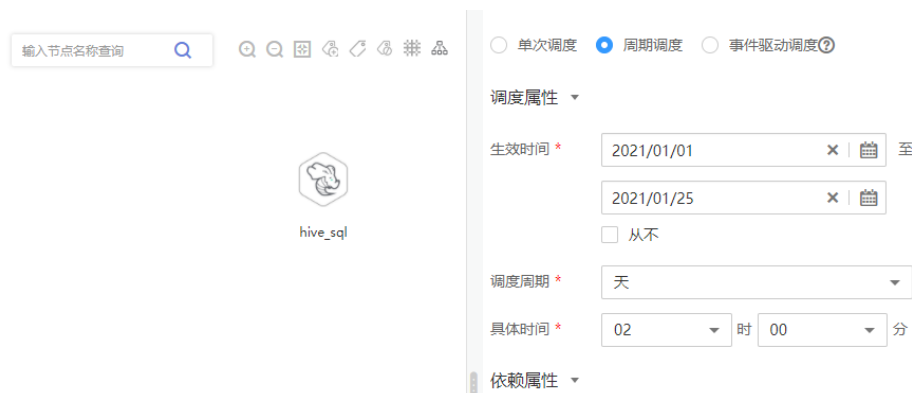 输入节点名称查询
单次调度 周期调度 事件驱动调度?
调度属性
生效时间 * 2021/01/01 至
2021/01/25
从不
hive_sql
调度周期 * 天
具体时间 * 02 时 00 分
依赖属性